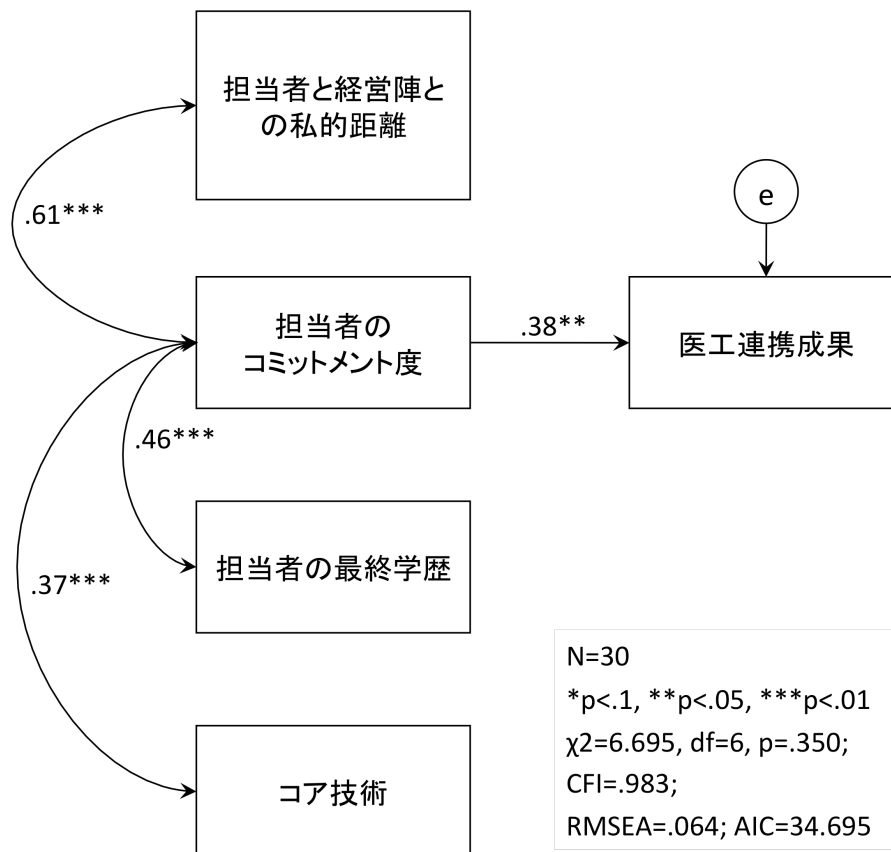 担当者と経営陣と
の私的距離
e
.61***
担当者の
コミットメント度
.38**
医工連携成果
.46***
担当者の最終学歴
.37***
N=30
*p<.1, **p<.05, ***p<.01
χ2=6.695, df=6, p=.350;
CFI=.983;
RMSEA=.064; AIC=34.695
コア技術